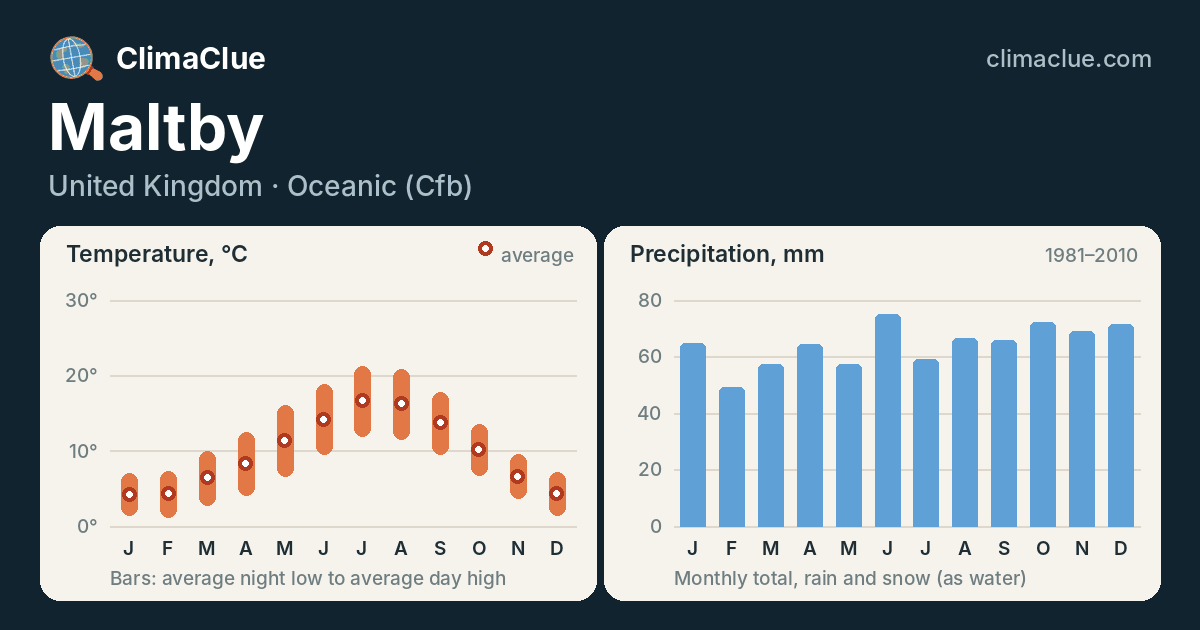 ClimaClue
climaclue.com
Maltby
United Kingdom · Oceanic (Cfb)
Temperature, °C
average
30°
20°
10°
0°
J F M A M J J A S O N D
Bars: average night low to average day high
Precipitation, mm
1981–2010
80
60
40
20
0
J F M A M J J A S O N D
Monthly total, rain and snow (as water)